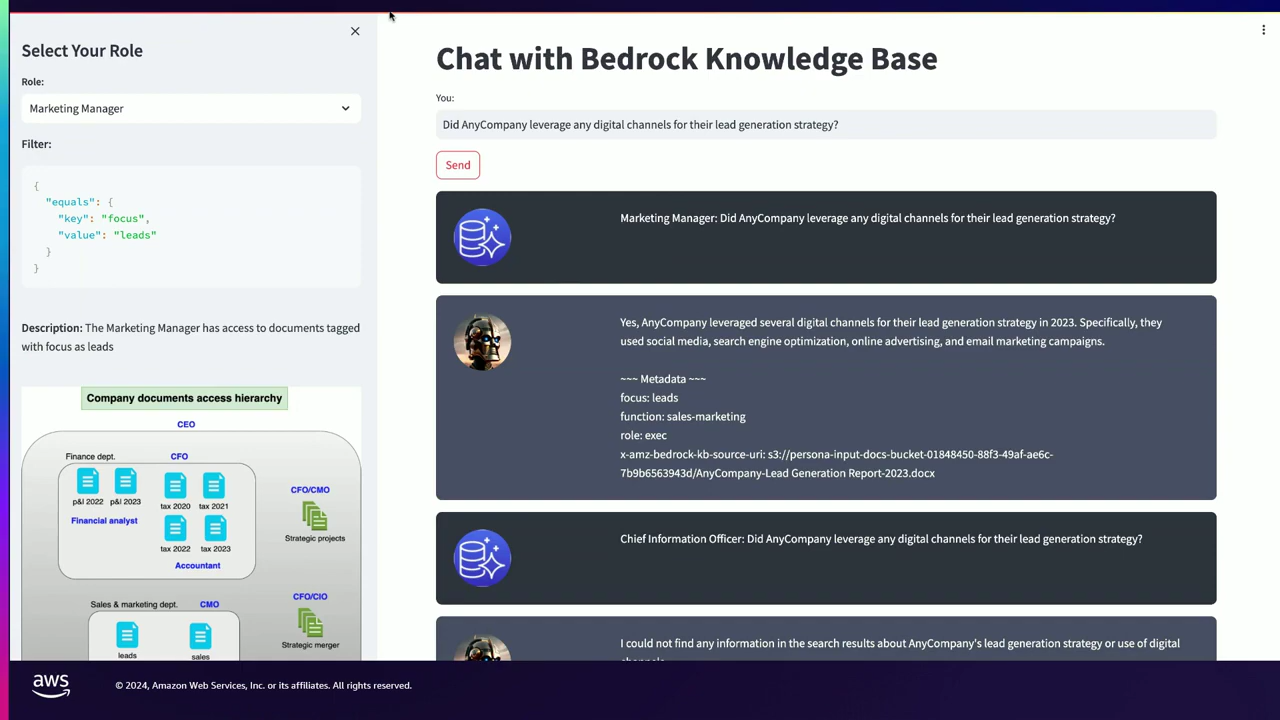 Select Your Role
Role:
Marketing Manager
Filter:
{
"equals": {
"key": "focus",
"value": "leads"
}
}
Description: The Marketing Manager has access to documents tagged
with focus as leads
Company documents access hierarchy
CEO
Finance dept.
CFO
p&l 2022
p&l 2023
tax 2020
tax 2021
Financial analyst
tax 2022
tax 2023
Accountant
CFO/CMO
Strategic projects
Sales & marketing dept.
CMO
leads
sales
CFO/CIO
Strategic merger
Chat with Bedrock Knowledge Base
You:
Did AnyCompany leverage any digital channels for their lead generation strategy?
Send
Marketing Manager: Did AnyCompany leverage any digital channels for their lead generation strategy?
Yes, AnyCompany leveraged several digital channels for their lead generation strategy in 2023. Specifically, they
used social media, search engine optimization, online advertising, and email marketing campaigns.
~~~ Metadata ~~~
focus: leads
function: sales-marketing
role: exec
x-amz-bedrock-kb-source-uri: s3://persona-input-docs-bucket-01848450-88f3-49af-ae6c-
7b9b6563943d/AnyCompany-Lead Generation Report-2023.docx
Chief Information Officer: Did AnyCompany leverage any digital channels for their lead generation strategy?
I could not find any information in the search results about AnyCompany's lead generation strategy or use of digital
aws
© 2024, Amazon Web Services, Inc. or its affiliates. All rights reserved.